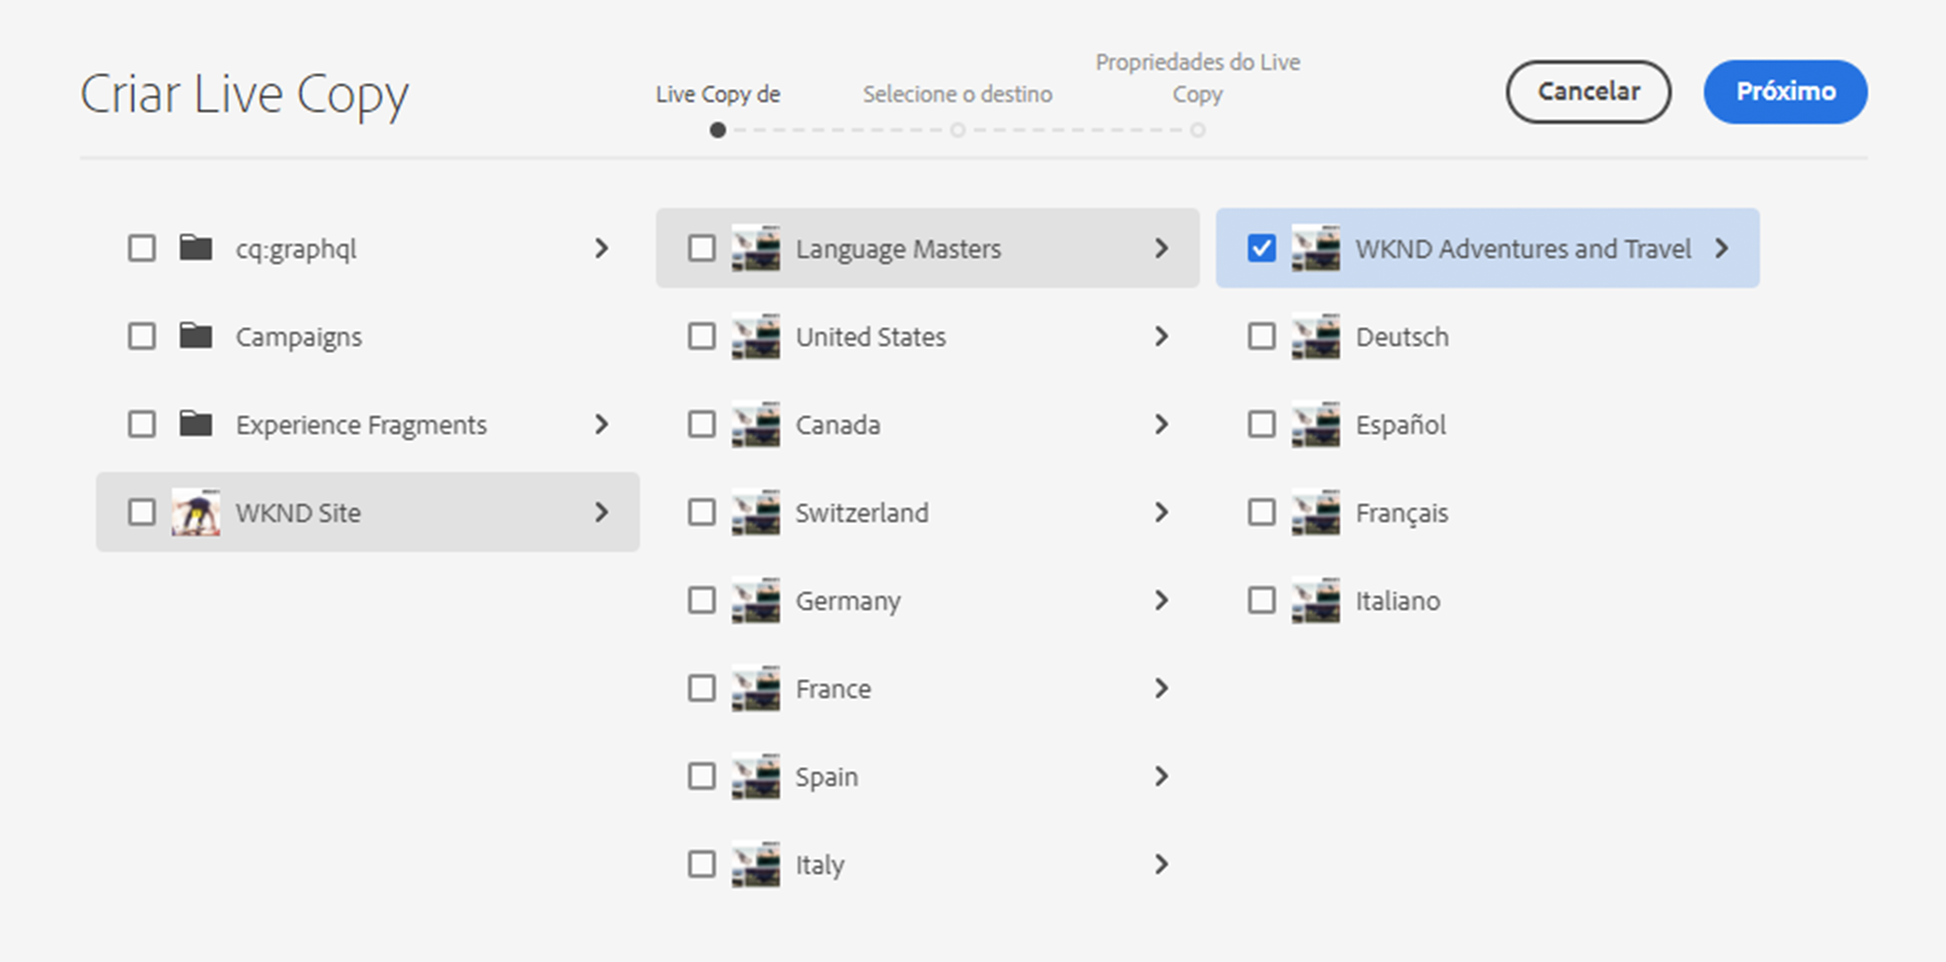 Criar Live Copy
Live Copy de
Selecione o destino
Propriedades do Live
Copy
Cancelar
Próximo
cq:graphql
Campaigns
Experience Fragments
WKND Site
Language Masters
United States
Canada
Switzerland
Germany
France
Spain
Italy
WKND Adventures and Travel
Deutsch
Español
Français
Italiano